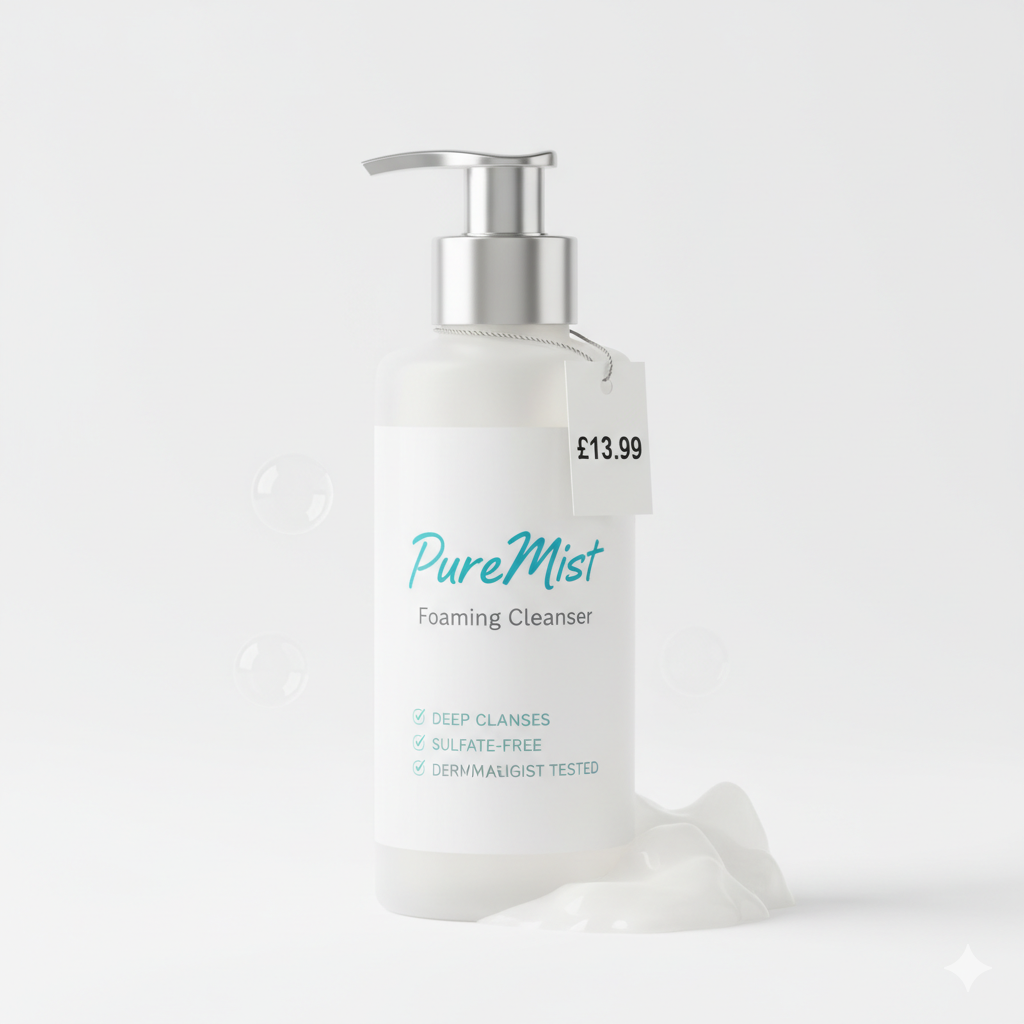 £13.99
PureMist
Foaming Cleanser
DEEP CLANSES
SULFATE-FREE
TESTED